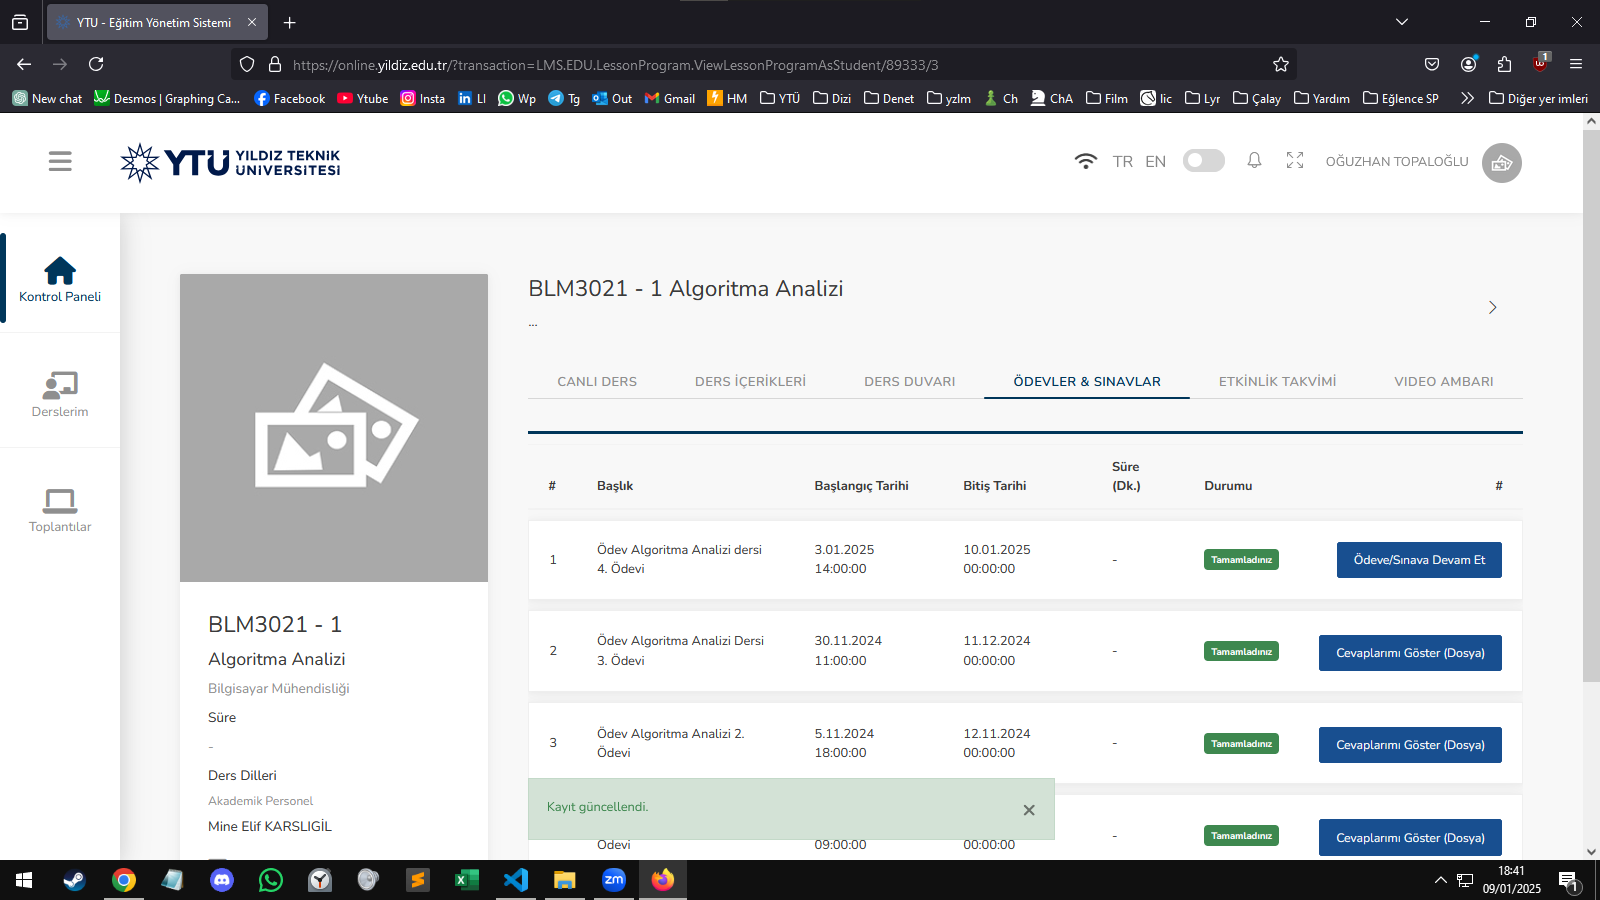 YTU - Eğitim Yönetim Sistemi
https://online.yildiz.edu.tr/?transaction=LMS.EDU.LessonProgram.ViewLessonProgramAsStudent/89333/3
1
New chat
Desmos | Graphing Ca...
Facebook
Ytube
Insta
LI
Wp
Tg
Out
Gmail
HM
YTÜ
Dizi
Denet
yzlm
Ch
ChA
Film
lic
Lyr
Çalay
Yardım
Eğlence SP
Diğer yer imleri
YTÜ YILDIZ TEKNİK
ÜNİVERSİTESİ
TR EN
OĞUZHAN TOPALOĞLU
Kontrol Paneli
Derslerim
Toplantılar
BLM3021 - 1
Algoritma Analizi
Bilgisayar Mühendisliği
Süre
-
Ders Dilleri
Akademik Personel
Mine Elif KARSLIGİL
BLM3021 - 1 Algoritma Analizi
...
CANLI DERS
DERS İÇERİKLERİ
DERS DUVARI
ÖDEVLER & SINAVLAR
ETKİNLİK TAKVİMİ
VIDEO AMBARI
# Başlık Başlangıç Tarihi Bitiş Tarihi Süre (Dk.) Durumu #
1 Ödev Algoritma Analizi dersi 3.01.2025 10.01.2025 - Tamamladınız Ödeve/Sınava Devam Et
4. Ödevi 14:00:00 00:00:00
2 Ödev Algoritma Analizi Dersi 30.11.2024 11.12.2024 - Tamamladınız Cevaplarımı Göster (Dosya)
3. Ödevi 11:00:00 00:00:00
3 Ödev Algoritma Analizi 2. 5.11.2024 12.11.2024 - Tamamladınız Cevaplarımı Göster (Dosya)
Ödevi 18:00:00 00:00:00
Kayıt güncellendi.
- Tamamladınız Cevaplarımı Göster (Dosya)
Ödevi 09:00:00 00:00:00
zm
18:41
09/01/2025
1